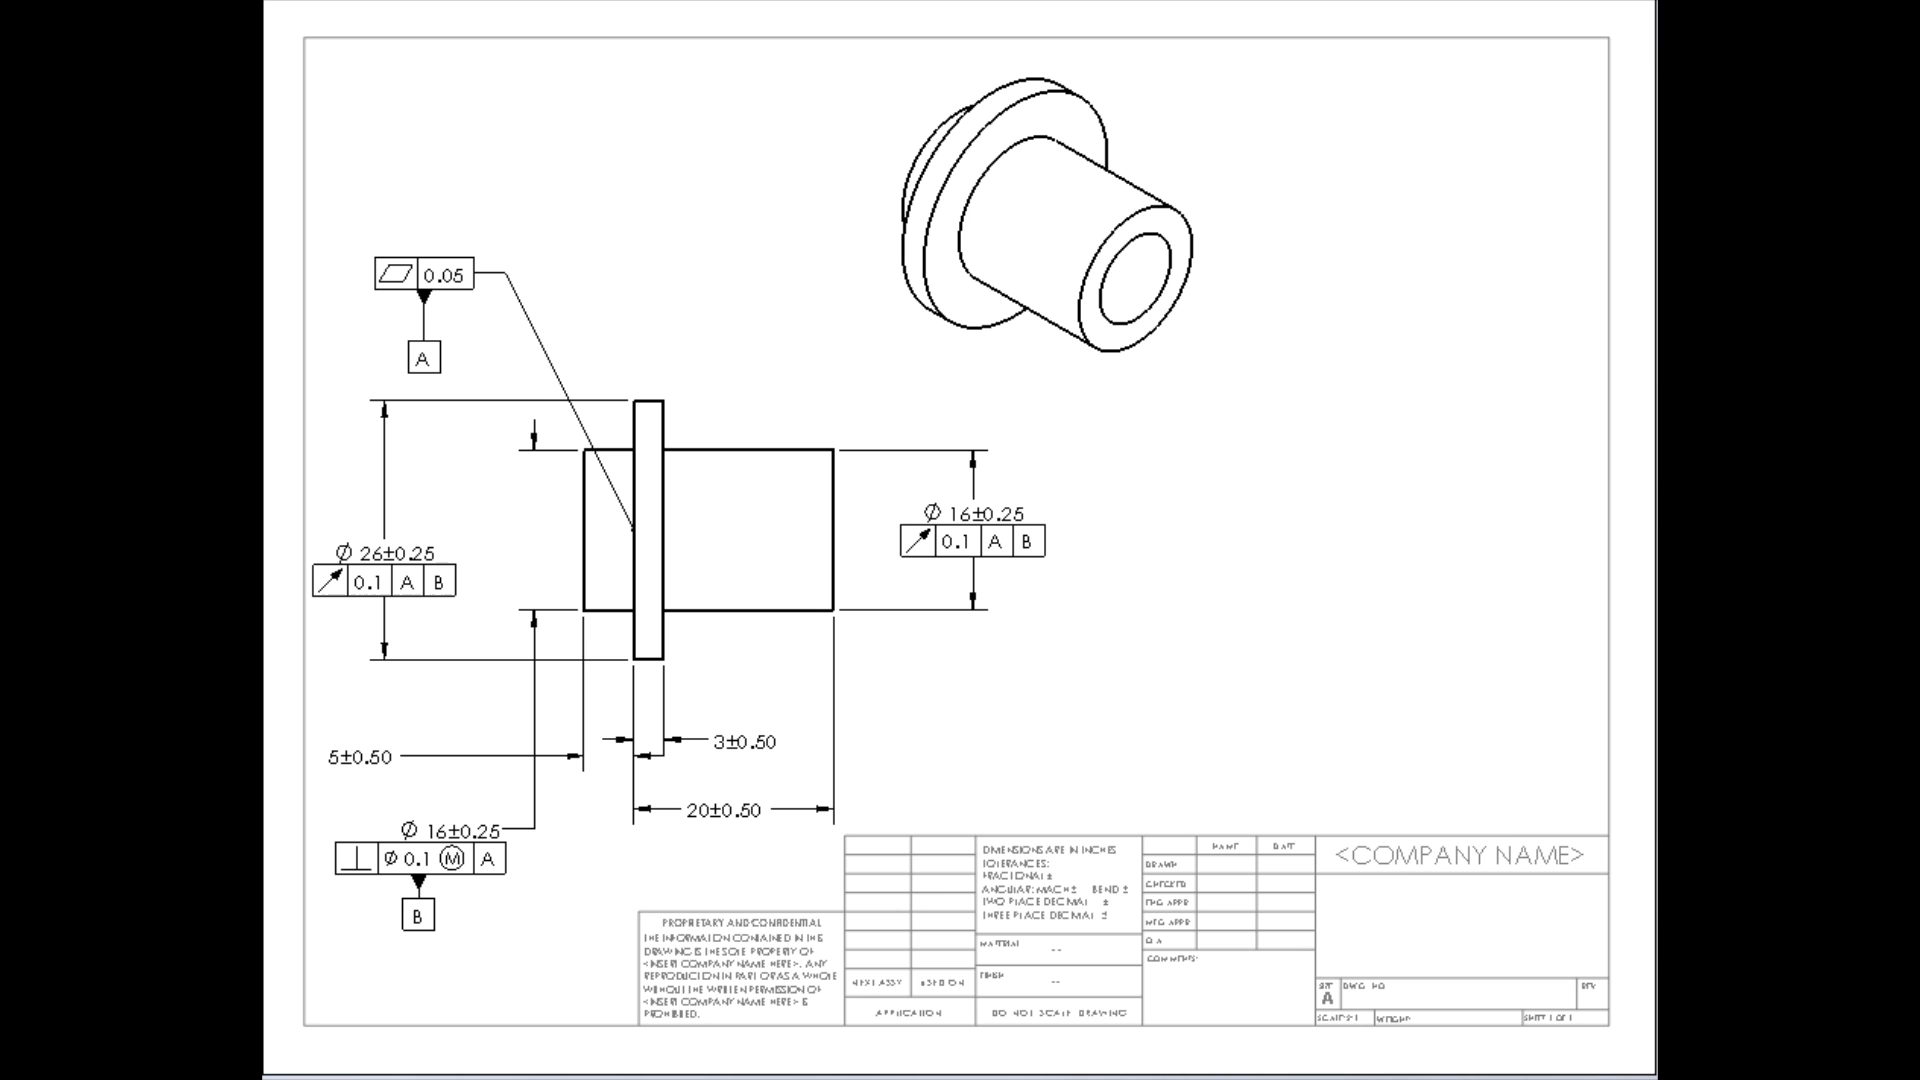 0.05
A
Ø 16±0.25
0.1 A B
Ø 26±0.25
0.1 A B
3±0.50
5±0.50
20±0.50
Ø 16±0.25
Ø 0.1 Ⓜ A
B
PROPRIETARY AND CONFIDENTIAL
THE INFORMATION CONTAINED IN THIS
DRAWING IS THE SOLE PROPERTY OF
<INSERT COMPANY NAME HERE>. ANY
REPRODUCTION IN PART OR AS A WHOLE
WITHOUT THE WRITTEN PERMISSION OF
<INSERT COMPANY NAME HERE> IS
PROHIBITED.
NEXT ASSY
USED ON
APPLICATION
DIMENSIONS ARE IN INCHES
TOLERANCES:
FRACTIONAL ±
ANGULAR: MACH ± BEND ±
TWO PLACE DECIMAL ±
THREE PLACE DECIMAL ±
MATERIAL
--
FINISH
--
DO NOT SCALE DRAWING
NAME DATE
DRAWN
CHECKED
ENG APPR.
MFG APPR.
Q.A.
COMMENTS:
<COMPANY NAME>
SIZE
A
DWG. NO.
REV.
WEIGHT:
SHEET 1 OF 1